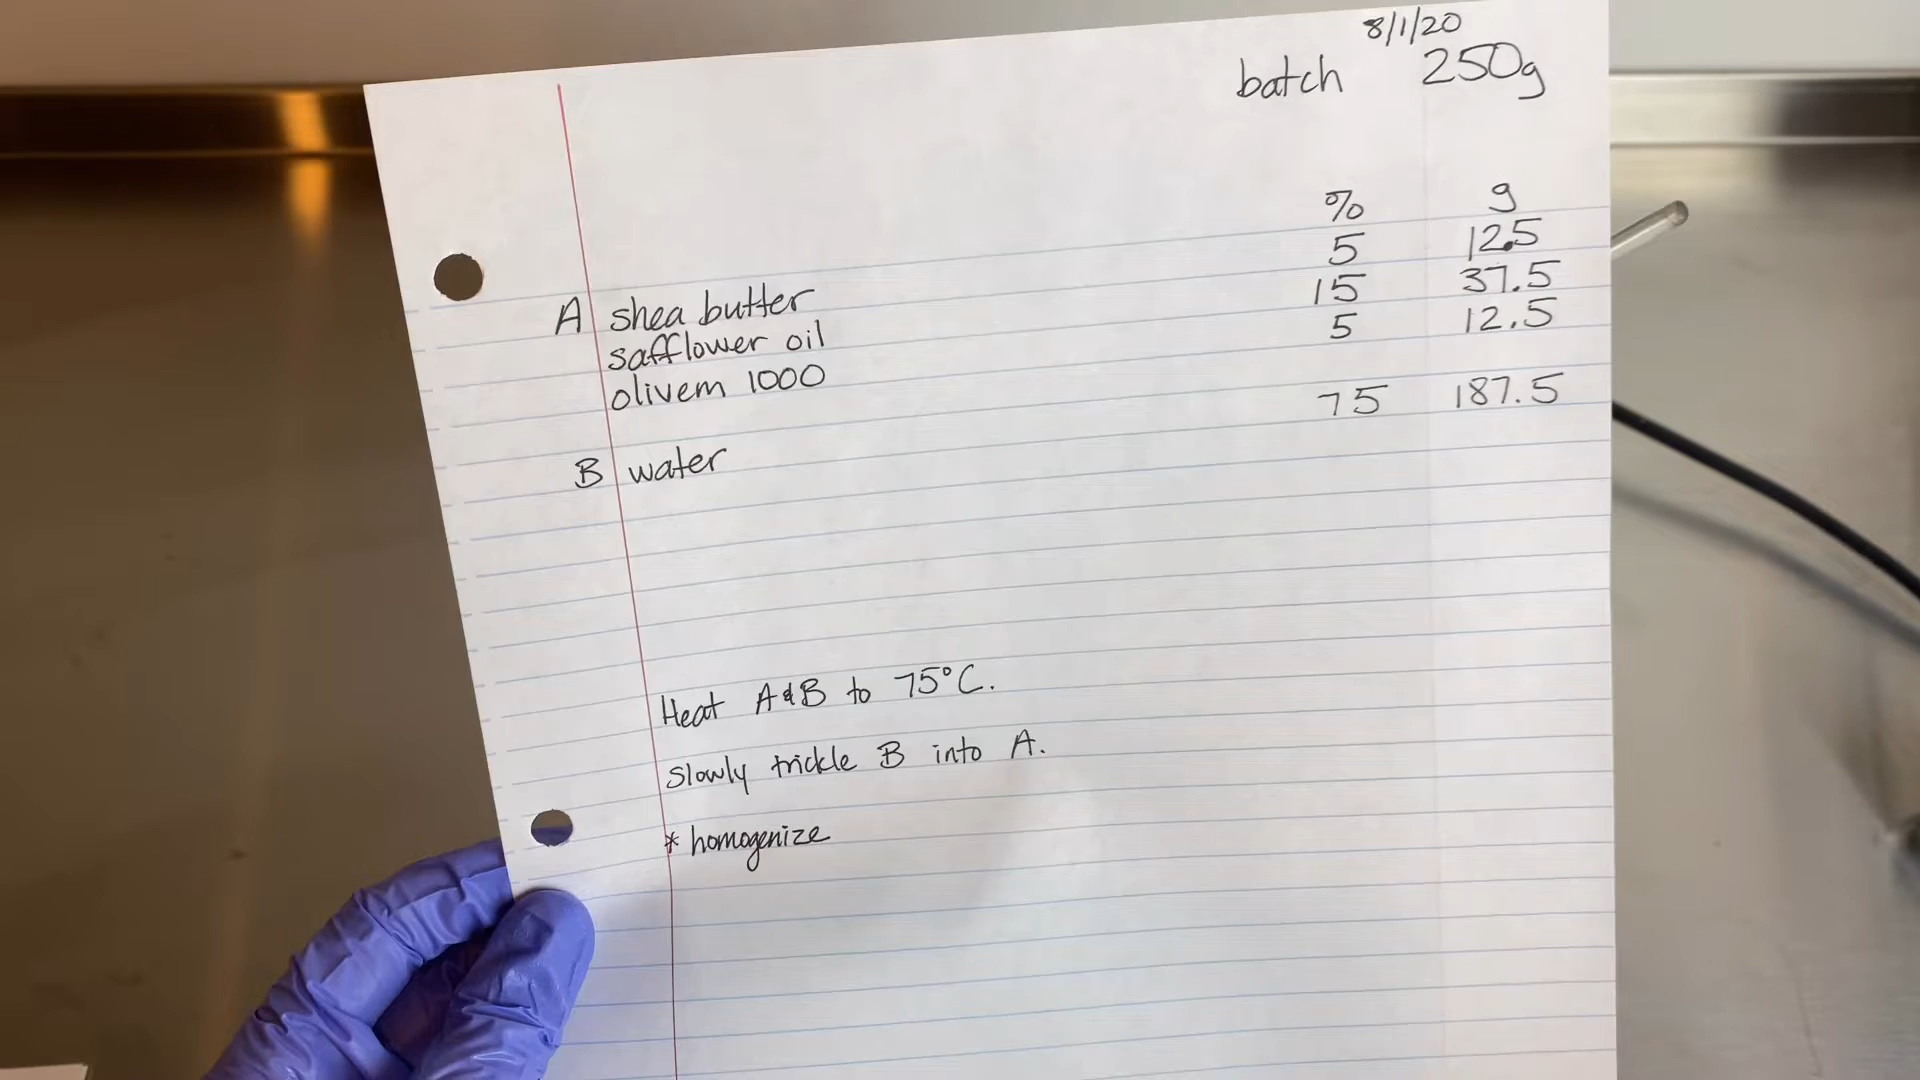 8/1/20
batch 250g
% g
A shea butter 5 12.5
safflower oil 15 37.5
olivem 1000 5 12.5
B water 75 187.5
Heat A & B to 75°C.
Slowly trickle B into A.
* homogenize